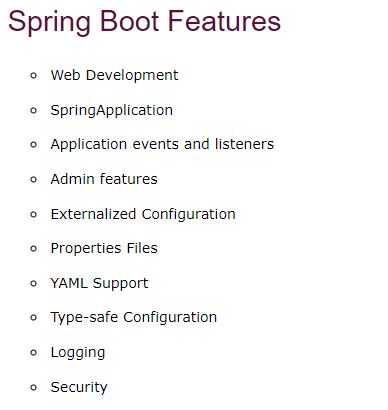 Spring Boot Features
Web Development
SpringApplication
Application events and listeners
Admin features
Externalized Configuration
Properties Files
YAML Support
Type-safe Configuration
Logging
Security